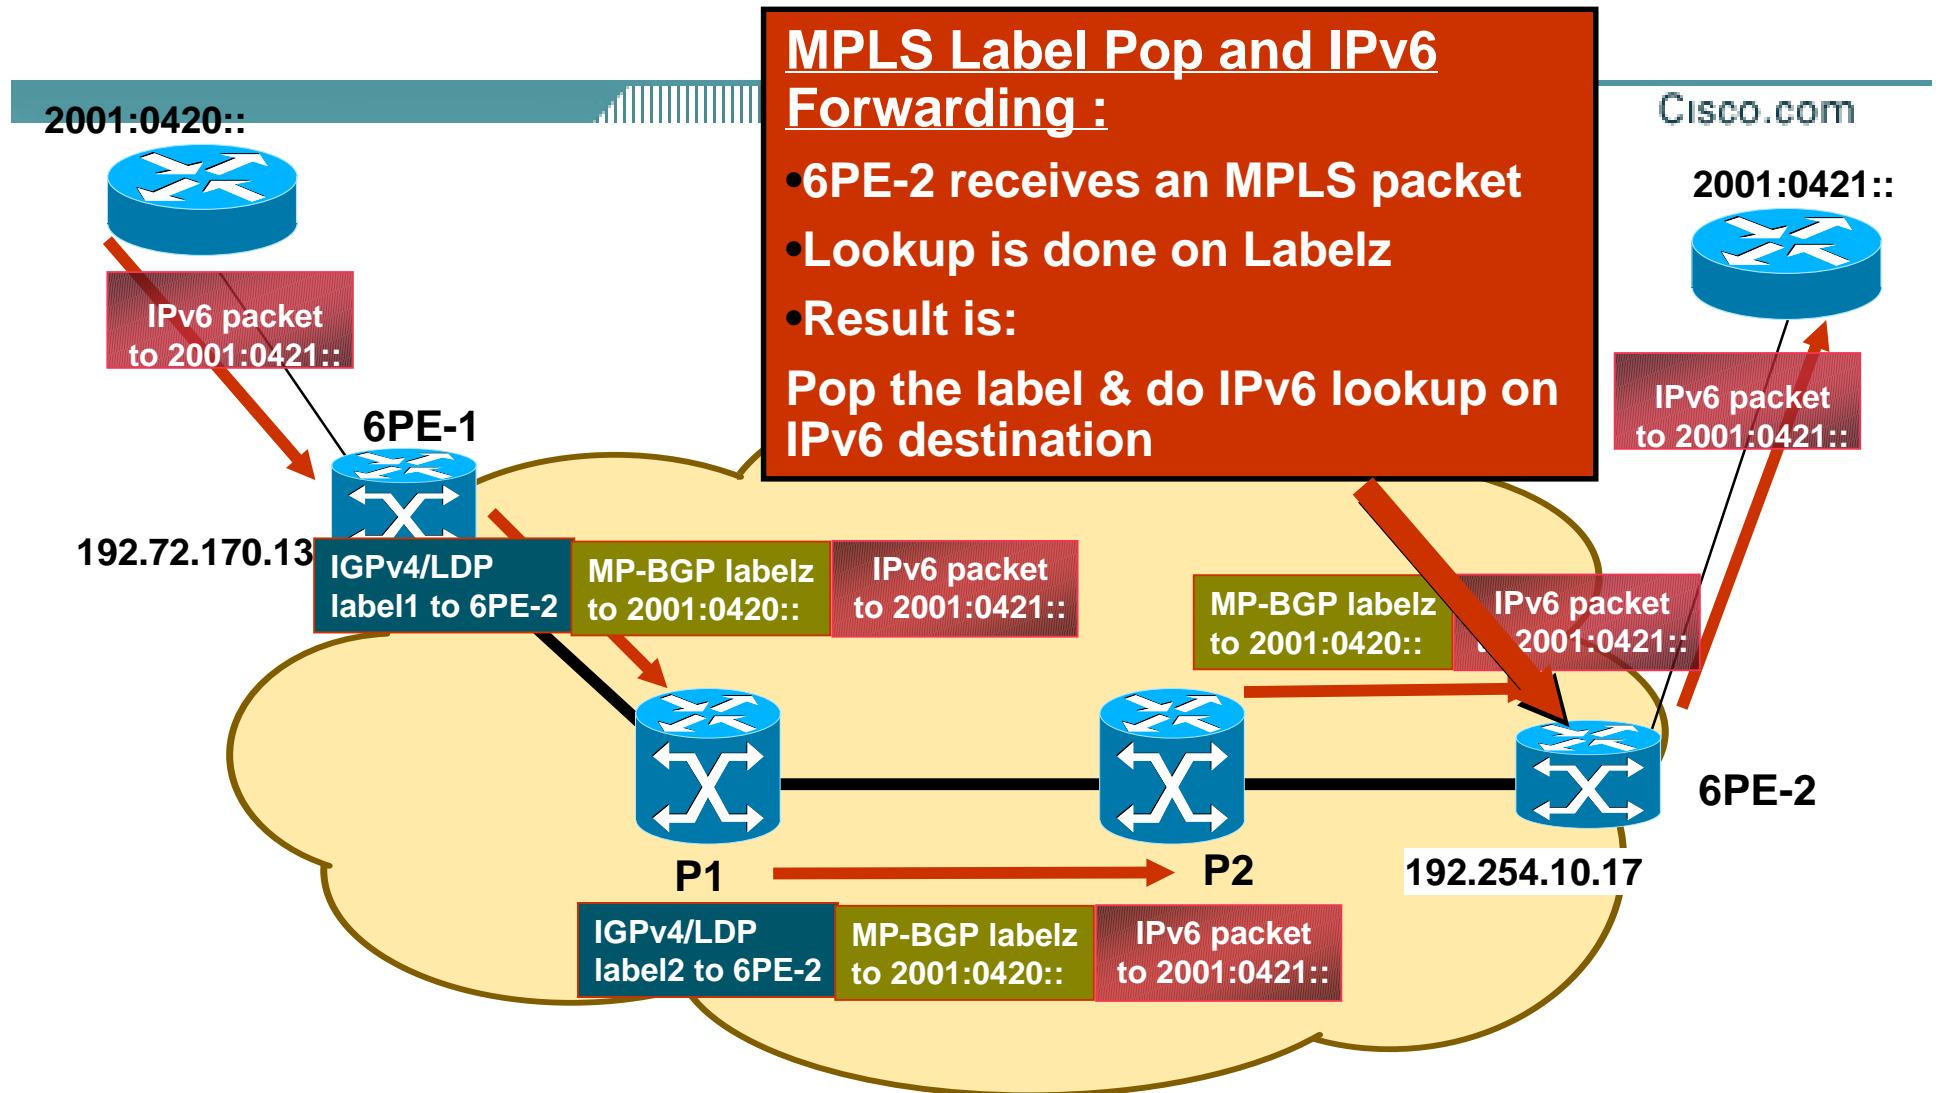 MPLS Label Pop and IPv6
Forwarding :
•6PE-2 receives an MPLS packet
•Lookup is done on Labelz
•Result is:
Pop the label & do IPv6 lookup on
IPv6 destination
Cisco.com
2001:0420::
2001:0421::
IPv6 packet
to 2001:0421::
IPv6 packet
to 2001:0421::
6PE-1
192.72.170.13
IGPv4/LDP
label1 to 6PE-2
MP-BGP labelz
to 2001:0420::
IPv6 packet
to 2001:0421::
MP-BGP labelz
to 2001:0420::
IPv6 packet
to 2001:0421::
6PE-2
P1
P2
192.254.10.17
IGPv4/LDP
label2 to 6PE-2
MP-BGP labelz
to 2001:0420::
IPv6 packet
to 2001:0421::